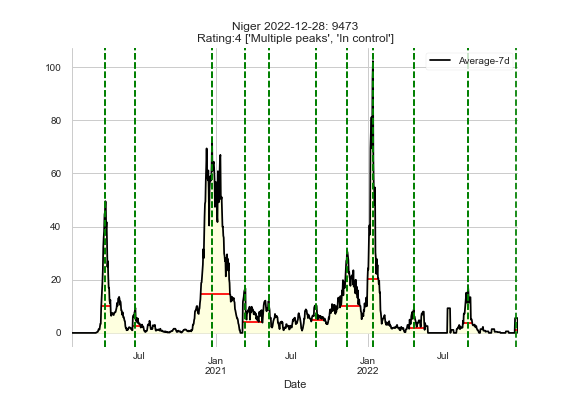 Niger 2022-12-28: 9473
Rating:4 ['Multiple peaks', 'In control']
Average-7d
100
80
60
40
20
0
Jul
Jan
2021
Jul
Jan
2022
Jul
Date